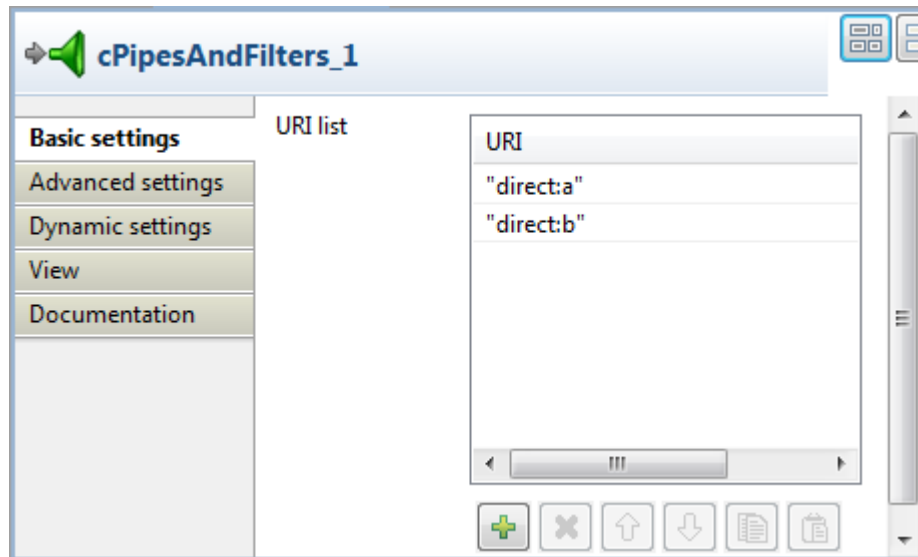 cPipesAndFilters_1
Basic settings
Advanced settings
Dynamic settings
View
Documentation
URI list
URI
"direct:a"
"direct:b"